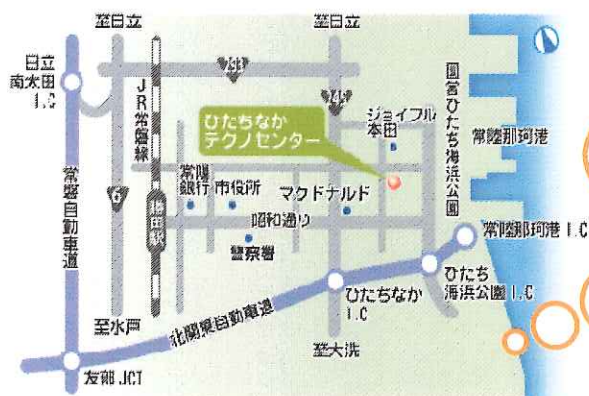 至日立
至日立
日立
南太田
I.C
293
245
6
JR常磐線
ひたちなか
テクノセンター
ジョイフル
本田
国営ひたち海浜公園
常陸那珂港
常陽
銀行
市役所
マクドナルド
勝田駅
昭和通り
警察署
常磐自動車道
常陸那珂港 I.C
ひたち
海浜公園 I.C
ひたちなか
I.C
北関東自動車道
至水戸
至大洗
友部 JCT